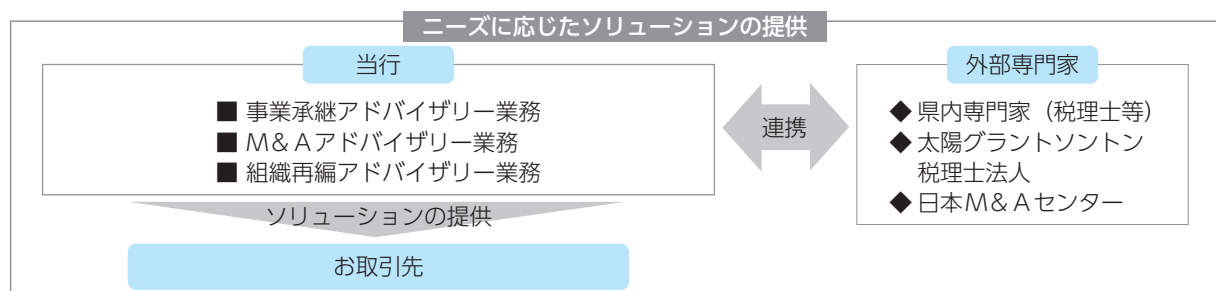 ニーズに応じたソリューションの提供
当行
■ 事業承継アドバイザリー業務
■ M&Aアドバイザリー業務
■ 組織再編アドバイザリー業務
連携
外部専門家
◆ 県内専門家（税理士等）
◆ 太陽グラントソントン
税理士法人
◆ 日本M&Aセンター
ソリューションの提供
お取引先